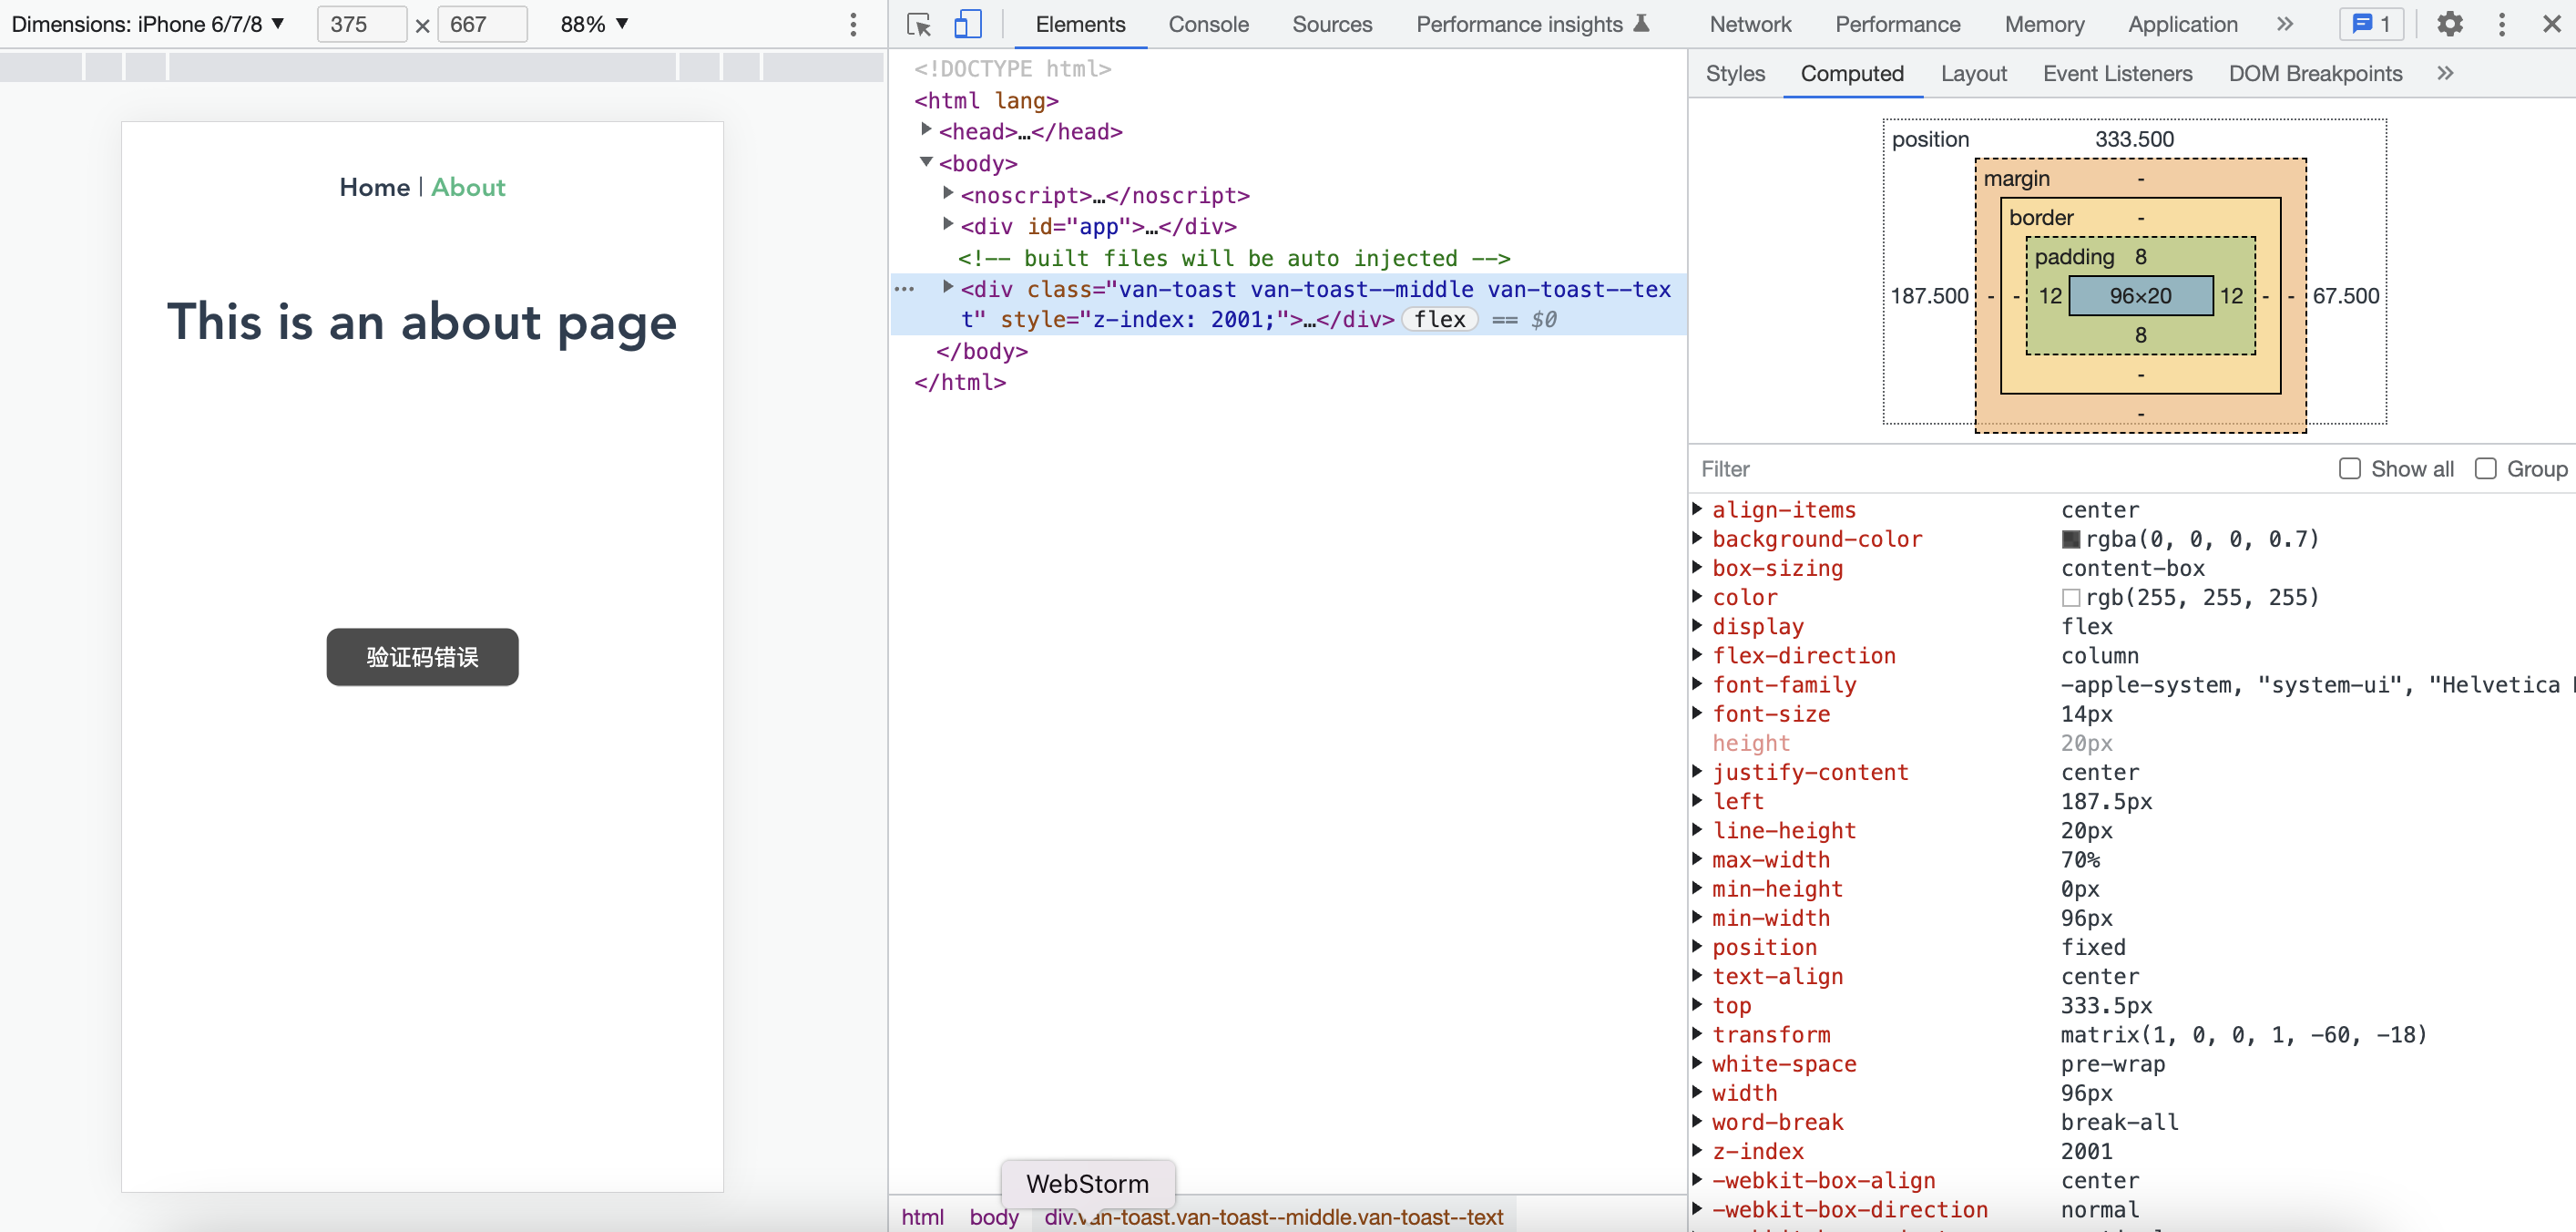 Dimensions: iPhone 6/7/8 ▼ 375 × 667 88% ▼
Home | About
This is an about page
验证码错误
Elements Console Sources Performance insights Network Performance Memory Application » 1
<!DOCTYPE html>
<html lang>
<head>…</head>
<body>
<noscript>…</noscript>
<div id="app">…</div>
<!-- built files will be auto injected -->
<div class="van-toast van-toast--middle van-toast--tex
t" style="z-index: 2001;">…</div> flex == $0
</body>
</html>
WebStorm
html body div.van-toast.van-toast--middle.van-toast--text
Styles Computed Layout Event Listeners DOM Breakpoints »
position 333.500
margin -
border -
padding 8
187.500 - - 12 96×20 12 - - 67.500
8
-
-
Filter Show all Group
align-items center
background-color rgba(0, 0, 0, 0.7)
box-sizing content-box
color rgb(255, 255, 255)
display flex
flex-direction column
font-family -apple-system, "system-ui", "Helvetica
font-size 14px
height 20px
justify-content center
left 187.5px
line-height 20px
max-width 70%
min-height 0px
min-width 96px
position fixed
text-align center
top 333.5px
transform matrix(1, 0, 0, 1, -60, -18)
white-space pre-wrap
width 96px
word-break break-all
z-index 2001
-webkit-box-align center
-webkit-box-direction normal